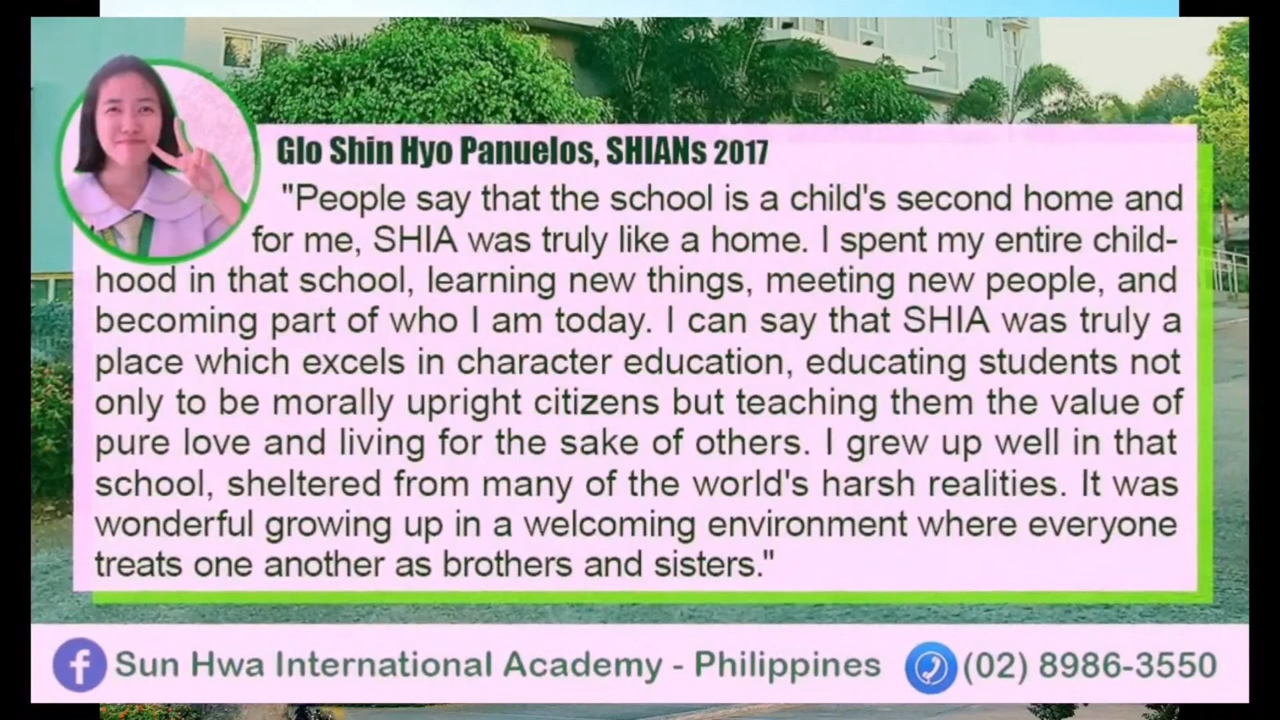 Glo Shin Hyo Panuelos, SHIANs 2017
"People say that the school is a child's second home and
for me, SHIA was truly like a home. I spent my entire child-
hood in that school, learning new things, meeting new people, and
becoming part of who I am today. I can say that SHIA was truly a
place which excels in character education, educating students not
only to be morally upright citizens but teaching them the value of
pure love and living for the sake of others. I grew up well in that
school, sheltered from many of the world's harsh realities. It was
wonderful growing up in a welcoming environment where everyone
treats one another as brothers and sisters."
f Sun Hwa International Academy - Philippines (02) 8986-3550